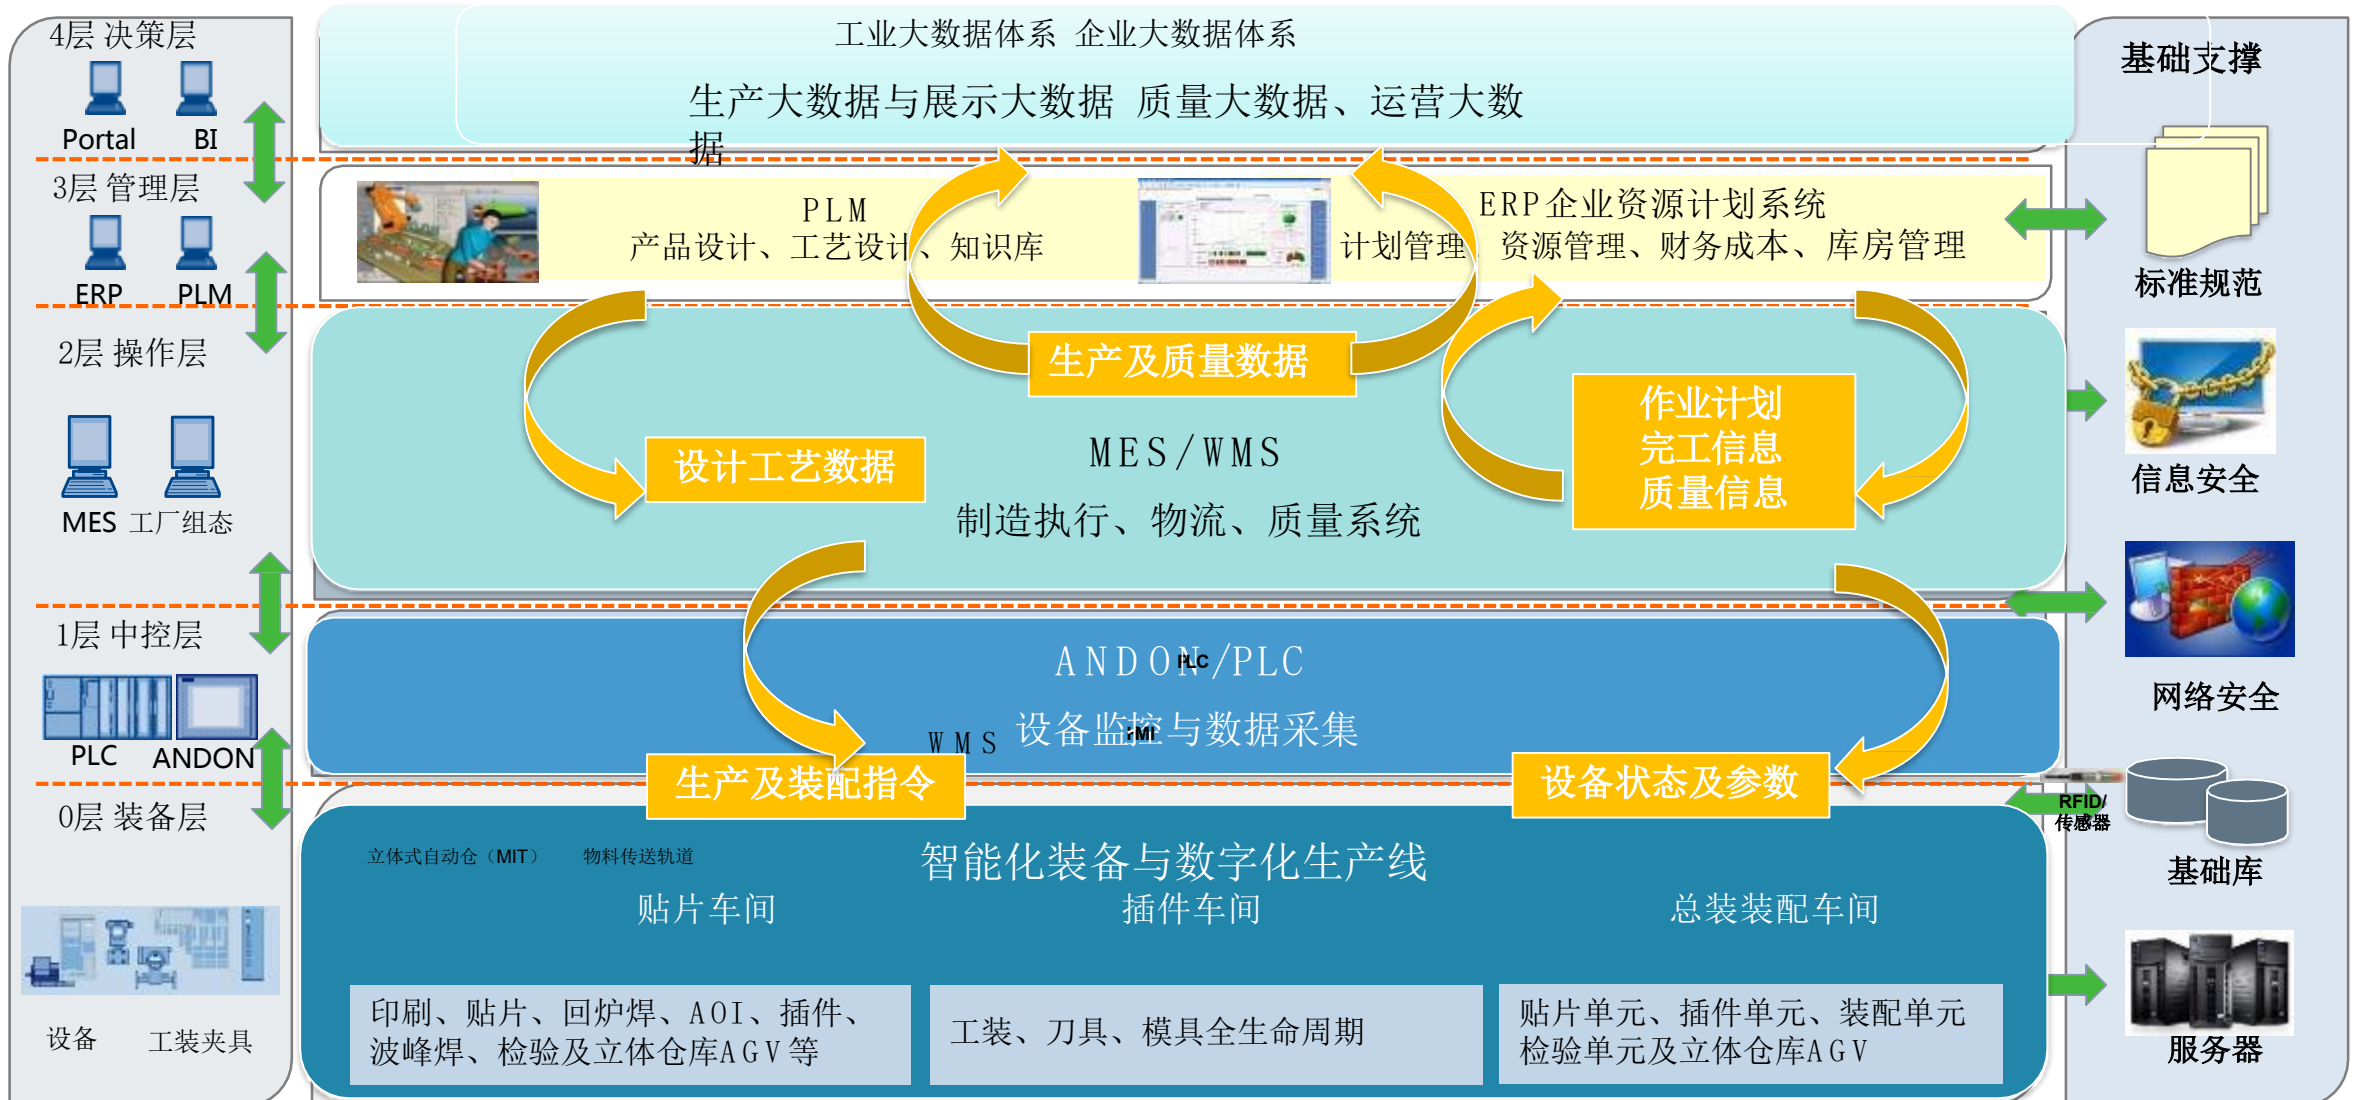 4层 决策层
Portal
BI
3层 管理层
ERP
PLM
2层 操作层
MES
工厂组态
1层 中控层
PLC
ANDON
0层 装备层
设备
工装夹具
工业大数据体系 企业大数据体系
生产大数据与展示大数据 质量大数据、运营大数
据
PLM
产品设计、工艺设计、知识库
ERP企业资源计划系统
计划管理、资源管理、财务成本、库房管理
生产及质量数据
设计工艺数据
MES/WMS
制造执行、物流、质量系统
作业计划
完工信息
质量信息
ANDON/PLC
PLC
设备监控与数据采集
HMI
WMS
生产及装配指令
设备状态及参数
智能化装备与数字化生产线
立体式自动仓（MIT）
物料传送轨道
贴片车间
插件车间
总装装配车间
印刷、贴片、回炉焊、AOI、插件、
波峰焊、检验及立体仓库AGV等
工装、刀具、模具全生命周期
贴片单元、插件单元、装配单元
检验单元及立体仓库AGV
基础支撑
标准规范
信息安全
网络安全
RFID/
传感器
基础库
服务器